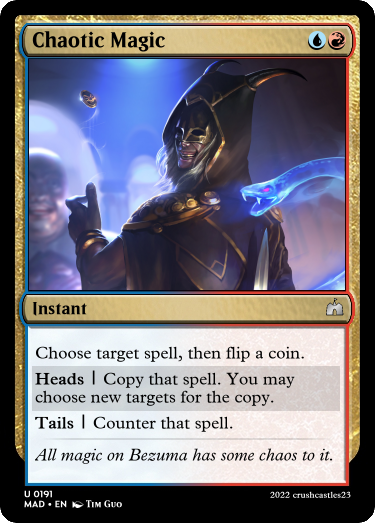 Chaotic Magic
Instant
Choose target spell, then flip a coin.
Heads | Copy that spell. You may
choose new targets for the copy.
Tails | Counter that spell.
All magic on Bezuma has some chaos to it.
U 0191
MAD • EN Tim Guo
2022 crushcastles23